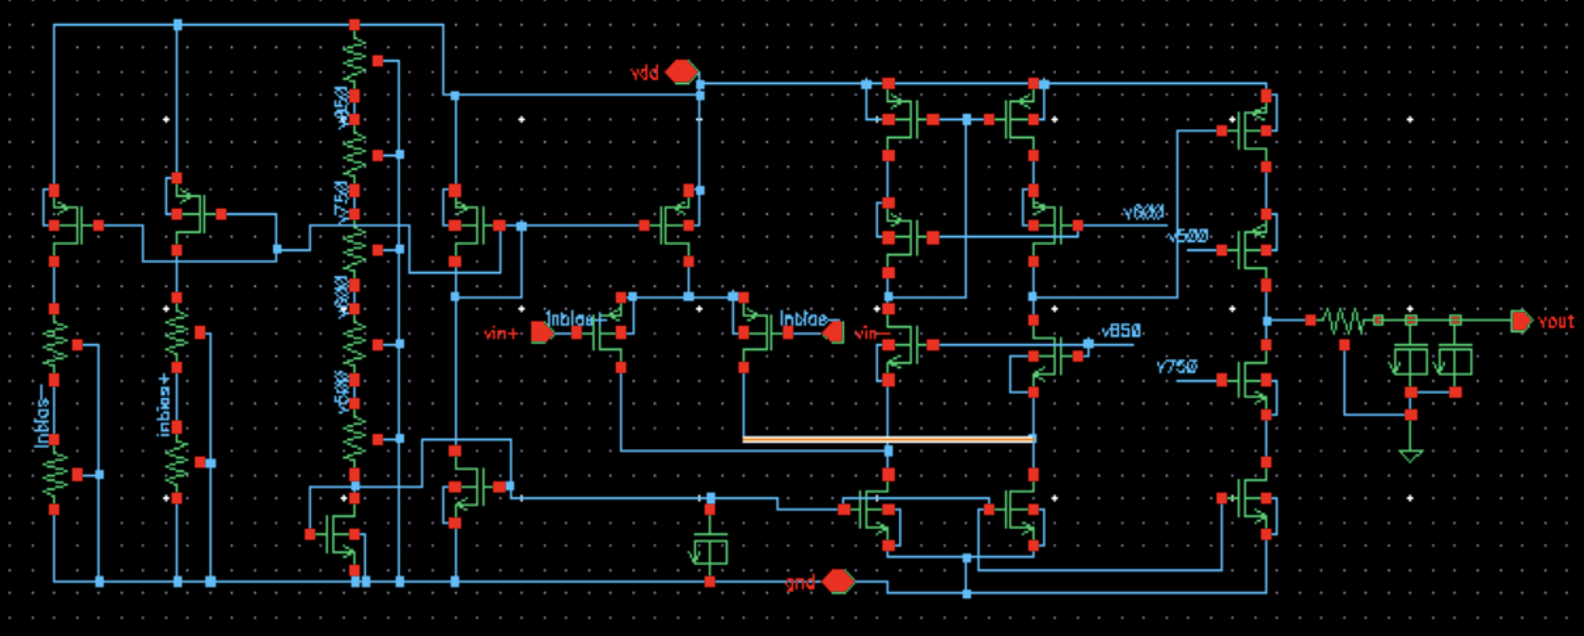 vdd
v850
v750
v600
v500
v600
v500
Inbias+
Inbias-
vin+
vin-
v850
vout
v750
Inbias-
inbias+
gnd